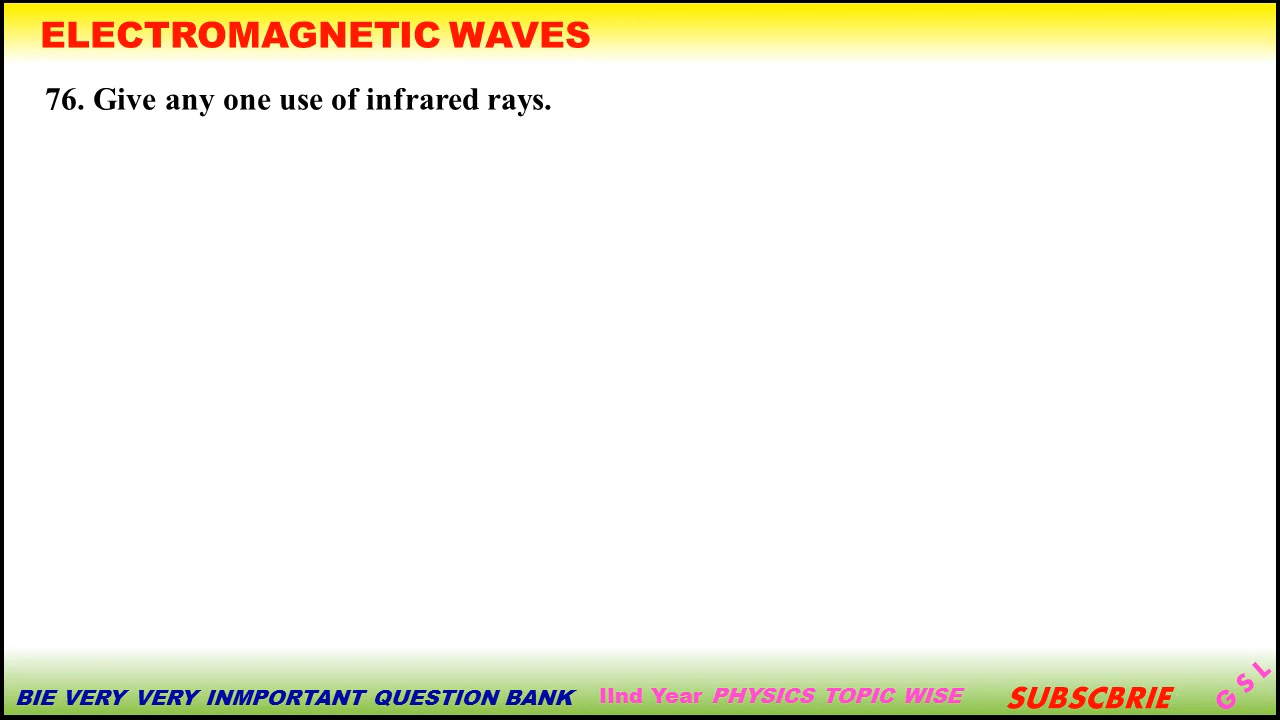 ELECTROMAGNETIC WAVES
76. Give any one use of infrared rays.
BIE VERY VERY INMPORTANT QUESTION BANK IInd Year PHYSICS TOPIC WISE SUBSCBRIE GSL